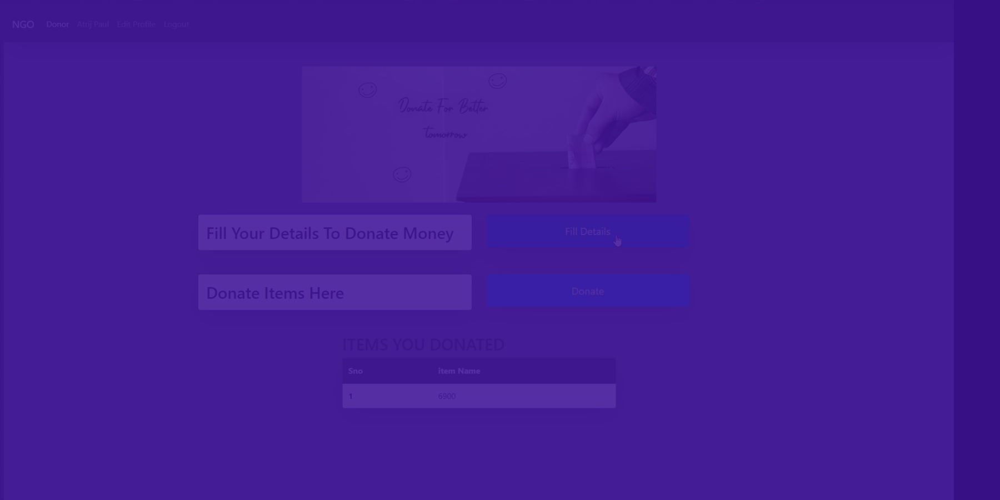 NGO Donor Atrij Paul Edit Profile Logout
Donate For Better
tomorrow
Fill Your Details To Donate Money
Fill Details
Donate Items Here
Donate
ITEMS YOU DONATED
Sno item Name
1 6900